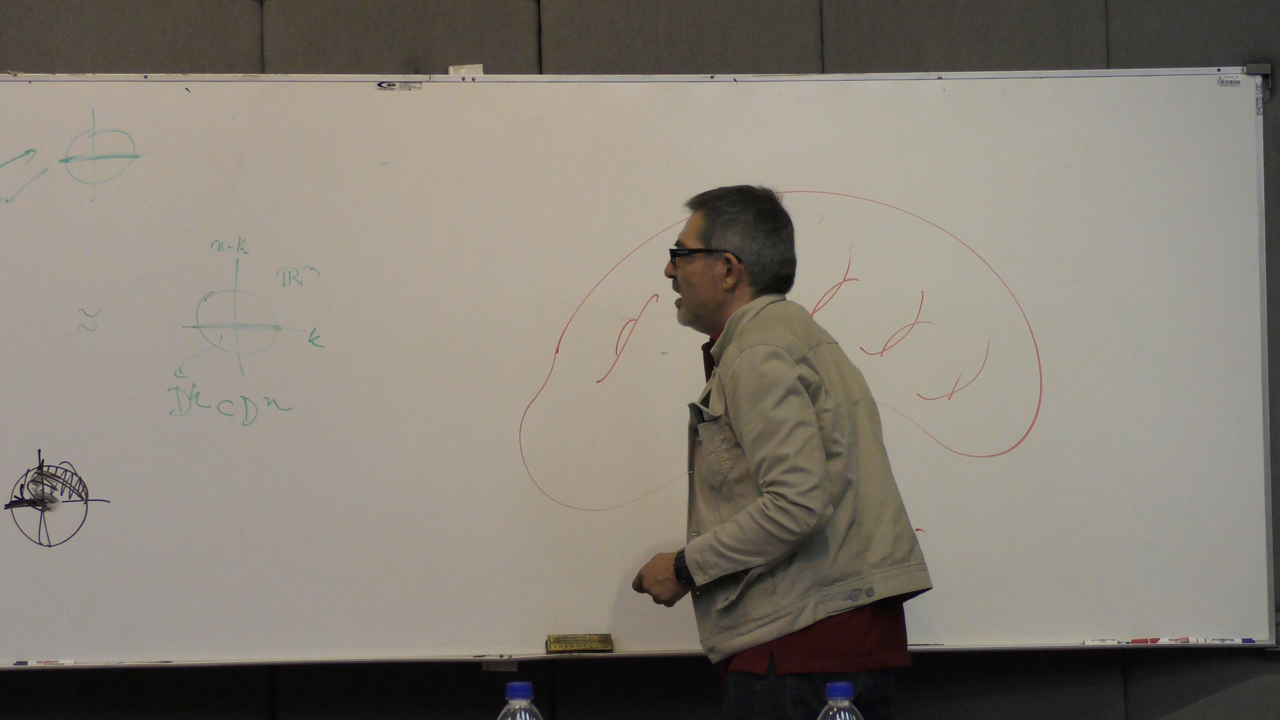 n-k
ℝⁿ
≈
k
Dᵏ ⊂ Dⁿ